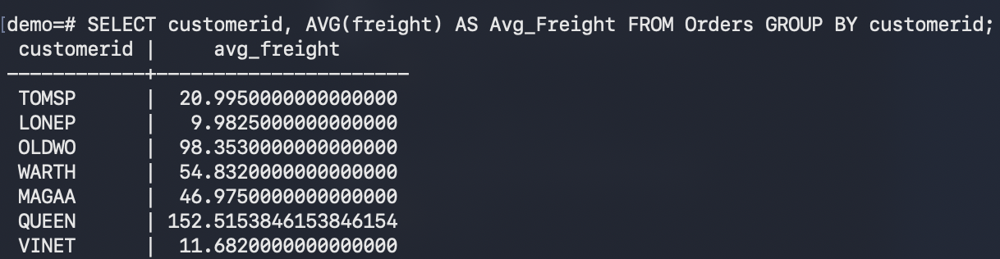 [demo=# SELECT customerid, AVG(freight) AS Avg_Freight FROM Orders GROUP BY customerid;
 customerid |     avg_freight
------------+----------------------
 TOMSP      |  20.9950000000000000
 LONEP      |   9.9825000000000000
 OLDWO      |  98.3530000000000000
 WARTH      |  54.8320000000000000
 MAGAA      |  46.9750000000000000
 QUEEN      | 152.5153846153846154
 VINET      |  11.6820000000000000